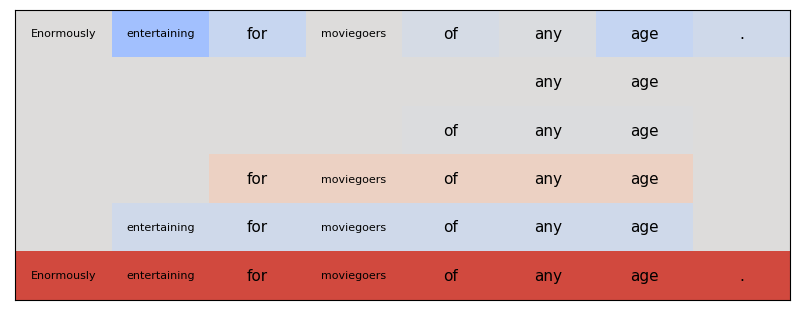 Enormously entertaining for moviegoers of any age .
any age
of any age
for moviegoers of any age
entertaining for moviegoers of any age
Enormously entertaining for moviegoers of any age .